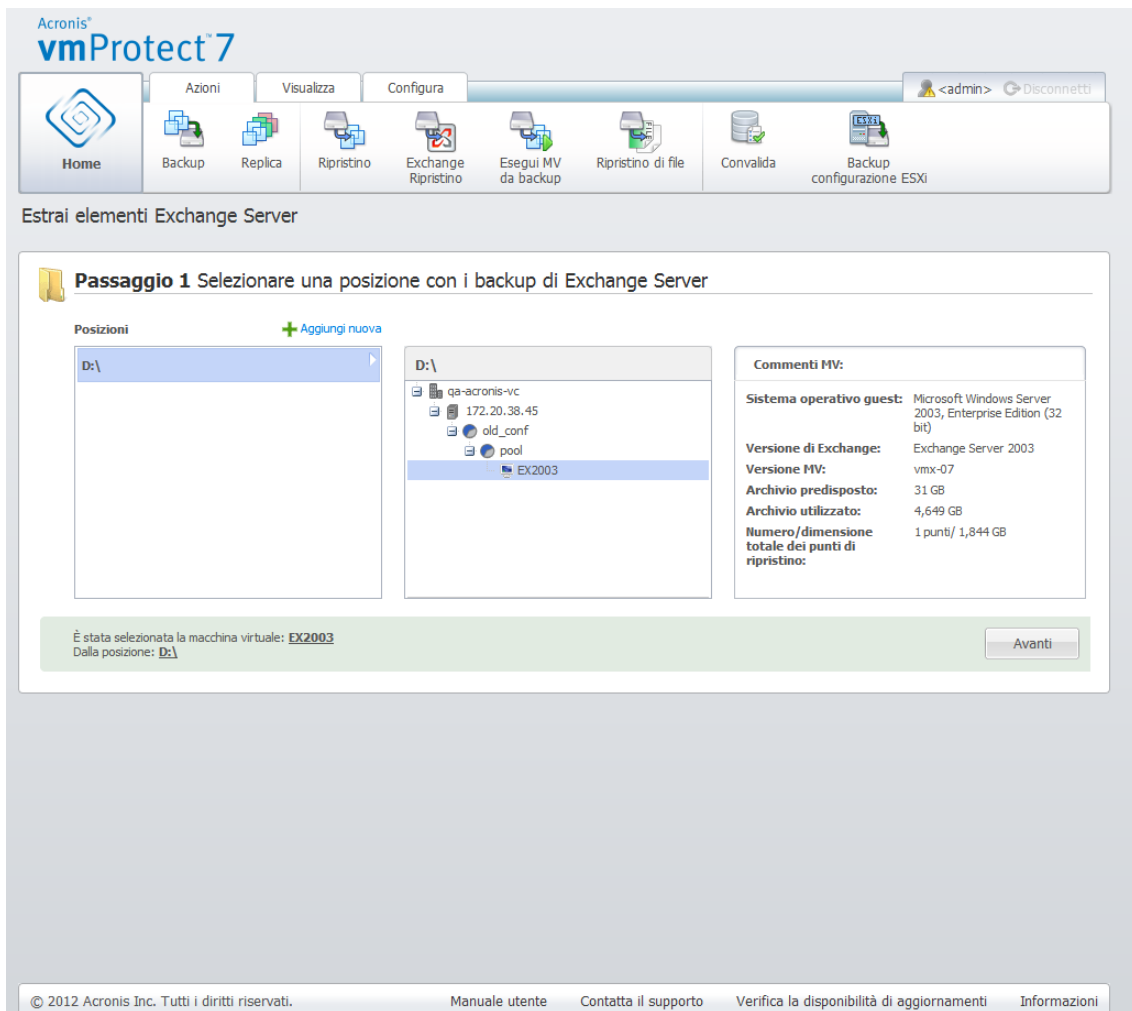 Acronis®
vmProtect™ 7
Azioni
Visualizza
Configura
<admin>
Disconnetti
Home
Backup
Replica
Ripristino
Exchange
Ripristino
Esegui MV
da backup
Ripristino di file
Convalida
ESXi
Backup
configurazione ESXi
Estrai elementi Exchange Server
Passaggio 1 Selezionare una posizione con i backup di Exchange Server
Posizioni
Aggiungi nuova
D:\
D:\
qa-acronis-vc
172.20.38.45
old_conf
pool
EX2003
Commenti MV:
Sistema operativo guest: Microsoft Windows Server
2003, Enterprise Edition (32
bit)
Versione di Exchange: Exchange Server 2003
Versione MV: vmx-07
Archivio predisposto: 31 GB
Archivio utilizzato: 4,649 GB
Numero/dimensione 1 punti/ 1,844 GB
totale dei punti di
ripristino:
È stata selezionata la macchina virtuale: EX2003
Dalla posizione: D:\
Avanti
© 2012 Acronis Inc. Tutti i diritti riservati.
Manuale utente
Contatta il supporto
Verifica la disponibilità di aggiornamenti
Informazioni